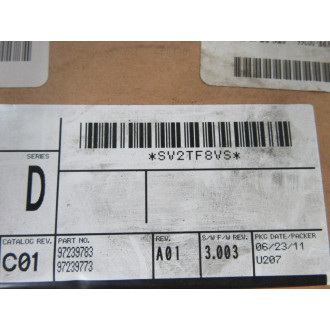 *SV2TF8VS*
SERIES
D
CATALOG REV.
C01
PART NO.
97239783
97239773
REV.
A01
S/W F/W REV.
3.003
PKG DATE/PACKER
06/23/11
U207